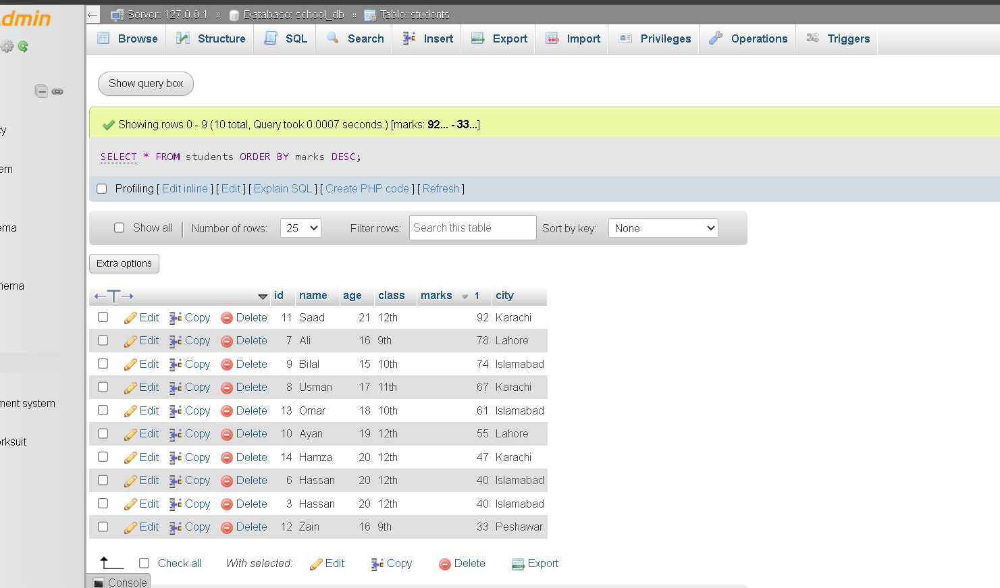 Admin
← Server: 127.0.0.1 » Database: school_db » Table: students
Browse Structure SQL Search Insert Export Import Privileges Operations Triggers
Show query box
Showing rows 0 - 9 (10 total, Query took 0.0007 seconds.) [marks: 92... - 33...]
SELECT * FROM students ORDER BY marks DESC;
Profiling [ Edit inline ] [ Edit ] [ Explain SQL ] [ Create PHP code ] [ Refresh ]
Show all Number of rows: 25 Filter rows: Search this table Sort by key: None
Extra options
←T→ id name age class marks 1 city
Edit Copy Delete 11 Saad 21 12th 92 Karachi
Edit Copy Delete 7 Ali 16 9th 78 Lahore
Edit Copy Delete 9 Bilal 15 10th 74 Islamabad
Edit Copy Delete 8 Usman 17 11th 67 Karachi
Edit Copy Delete 13 Omar 18 10th 61 Islamabad
Edit Copy Delete 10 Ayan 19 12th 55 Lahore
Edit Copy Delete 14 Hamza 20 12th 47 Karachi
Edit Copy Delete 6 Hassan 20 12th 40 Islamabad
Edit Copy Delete 3 Hassan 20 12th 40 Islamabad
Edit Copy Delete 12 Zain 16 9th 33 Peshawar
Check all With selected: Edit Copy Delete Export
Console
em
ema
nema
ment system
rksuit